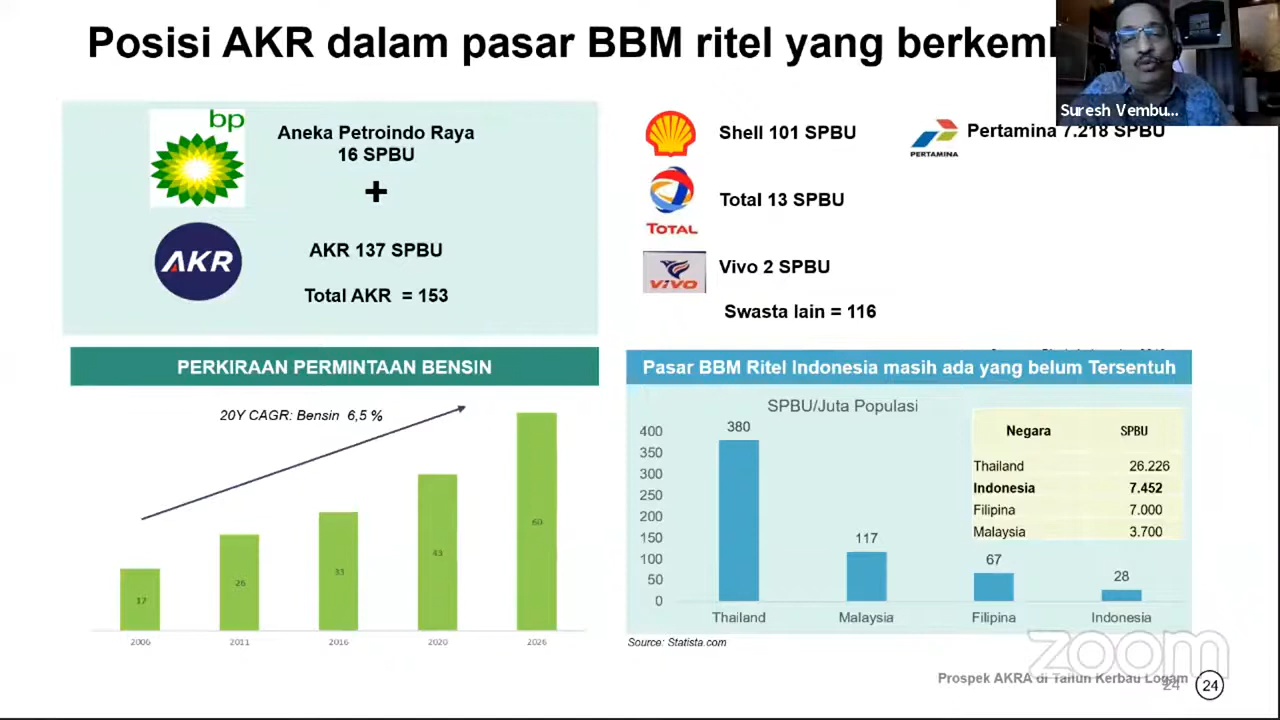 Posisi AKR dalam pasar BBM ritel yang
Suresh Vembu...
bp
Aneka Petroindo Raya
16 SPBU
+
AKR
AKR 137 SPBU
Total AKR = 153
Shell 101 SPBU
PERTAMINA
Pertamina 7.218 SPBU
TOTAL
Total 13 SPBU
VIVO
Vivo 2 SPBU
Swasta lain = 116
PERKIRAAN PERMINTAAN BENSIN
20Y CAGR: Bensin 6,5 %
17
26
33
43
60
2006
2011
2016
2020
2026
Pasar BBM Ritel Indonesia masih ada yang belum Tersentuh
SPBU/Juta Populasi
400
350
300
250
200
150
100
50
0
380
117
67
28
Thailand
Malaysia
Filipina
Indonesia
Negara SPBU
Thailand 26.226
Indonesia 7.452
Filipina 7.000
Malaysia 3.700
Source: Statista.com
zoom
Prospek AKRA di Tahun Kerbau Logam
24
24